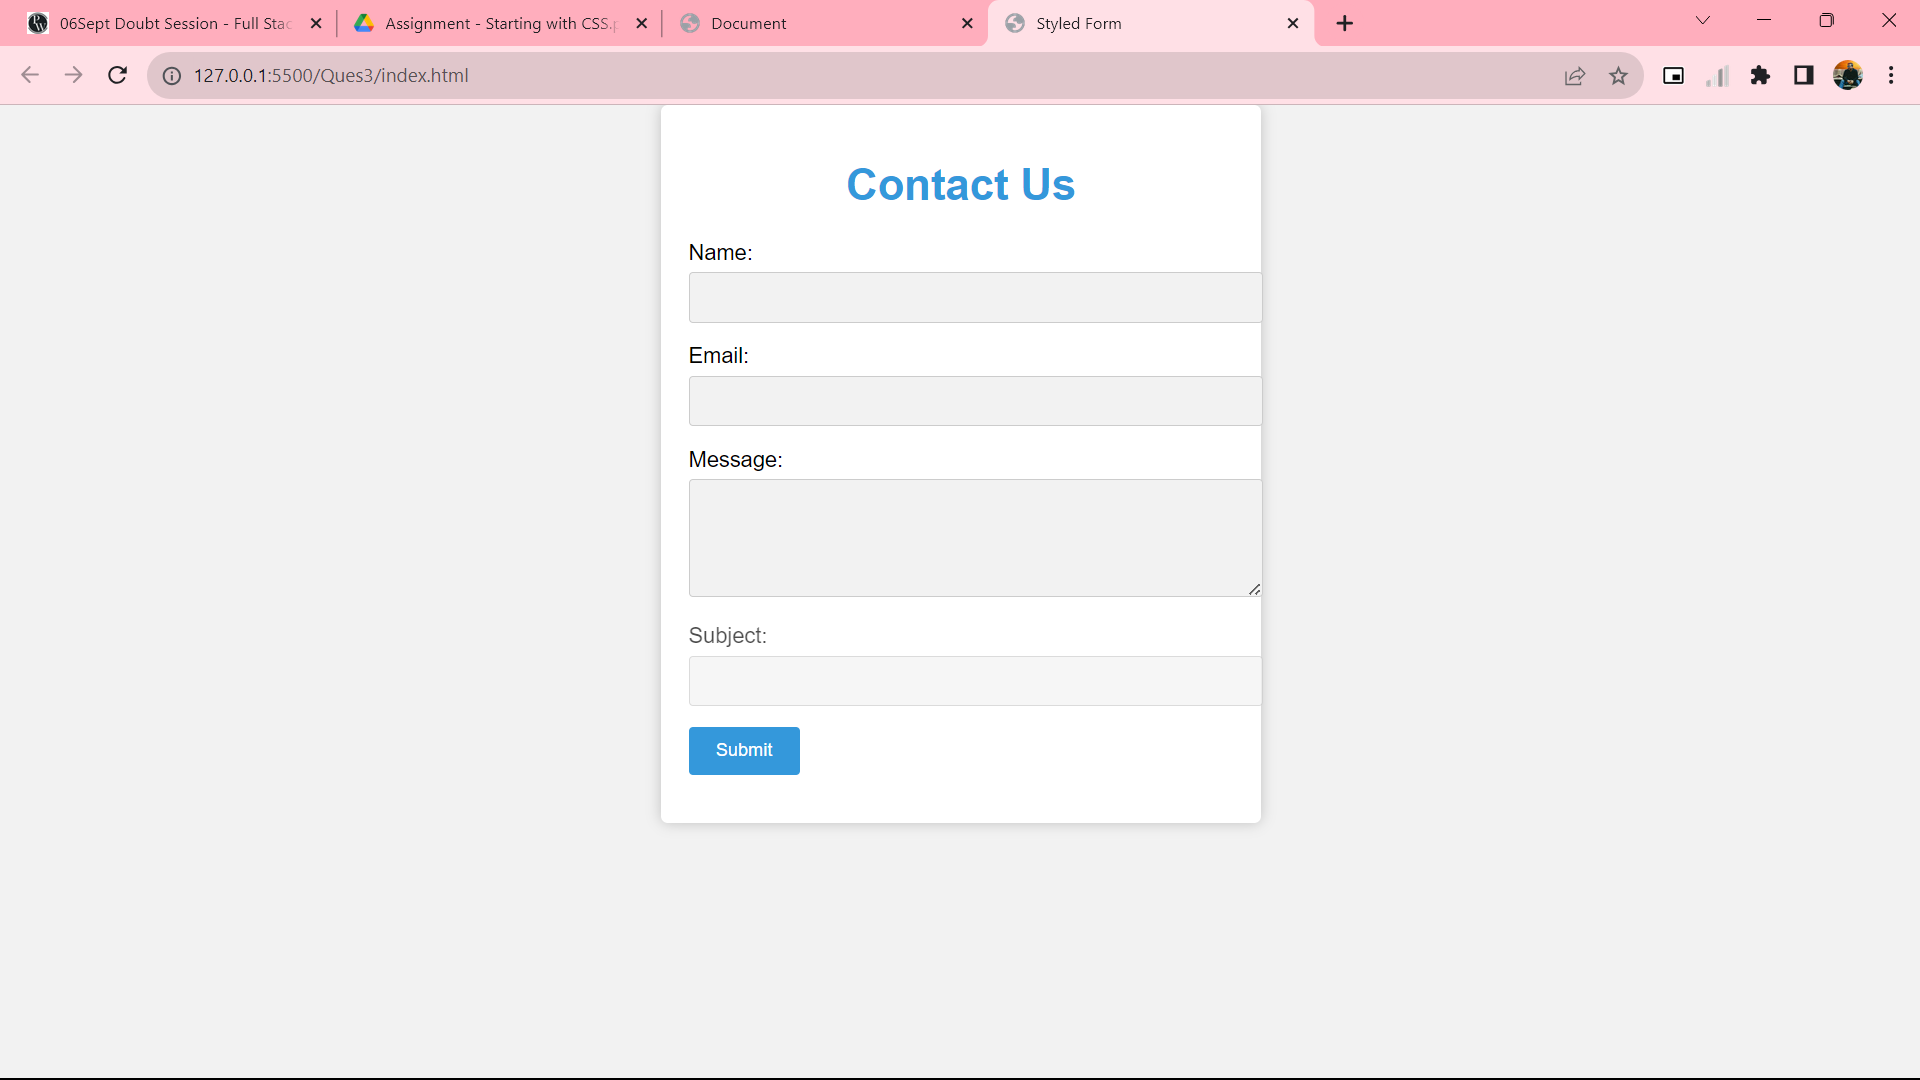 06Sept Doubt Session - Full Stac
Assignment - Starting with CSS.p
Document
Styled Form
127.0.0.1:5500/Ques3/index.html
Contact Us
Name:
Email:
Message:
Subject:
Submit